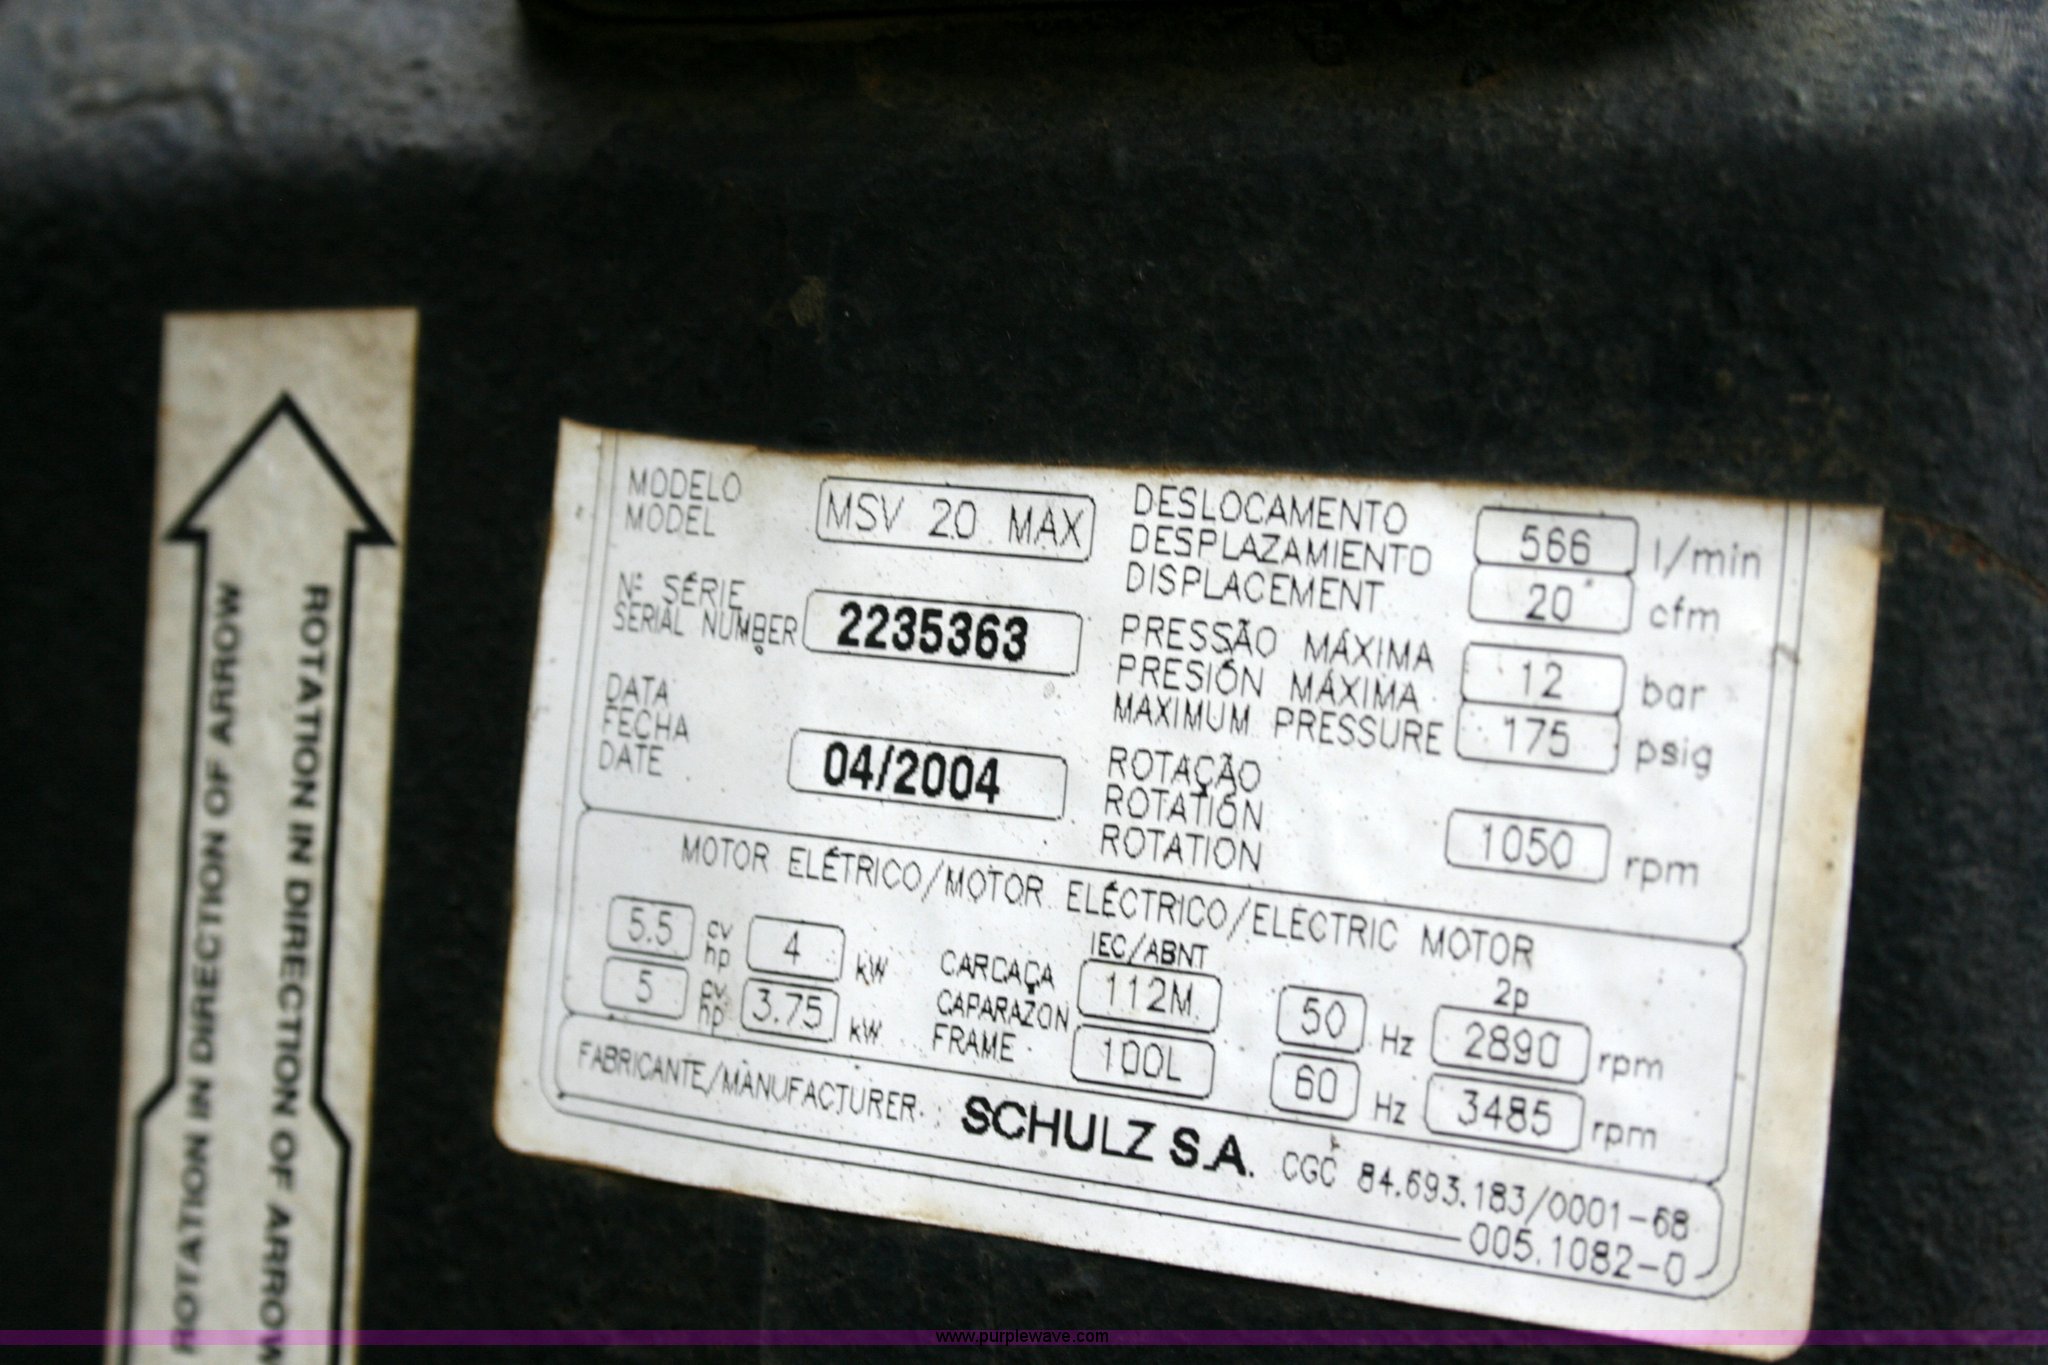 ROTATION IN DIRECTION OF ARROW
ROTATION IN DIRECTION OF ARROW
MODELO
MODEL
MSV 20 MAX
Nº SÉRIE
SERIAL NUMBER
2235363
DATA
FECHA
DATE
04/2004
DESLOCAMENTO
DESPLAZAMIENTO
DISPLACEMENT
566 l/min
20 cfm
PRESSÃO MÁXIMA
PRESIÓN MÁXIMA
MAXIMUM PRESSURE
12 bar
175 psig
ROTAÇÃO
ROTATIÓN
ROTATION
1050 rpm
MOTOR ELÉTRICO/MOTOR ELÉCTRICO/ELECTRIC MOTOR
5.5 cv hp 4 kW
5 cv hp 3.75 kW
CARCAÇA
CAPARAZON
FRAME
IEC/ABNT
112M
100L
2p
50 Hz 2890 rpm
60 Hz 3485 rpm
FABRICANTE/MANUFACTURER: SCHULZ S.A. CGC 84.693.183/0001-68
005.1082-0
www.purplewave.com